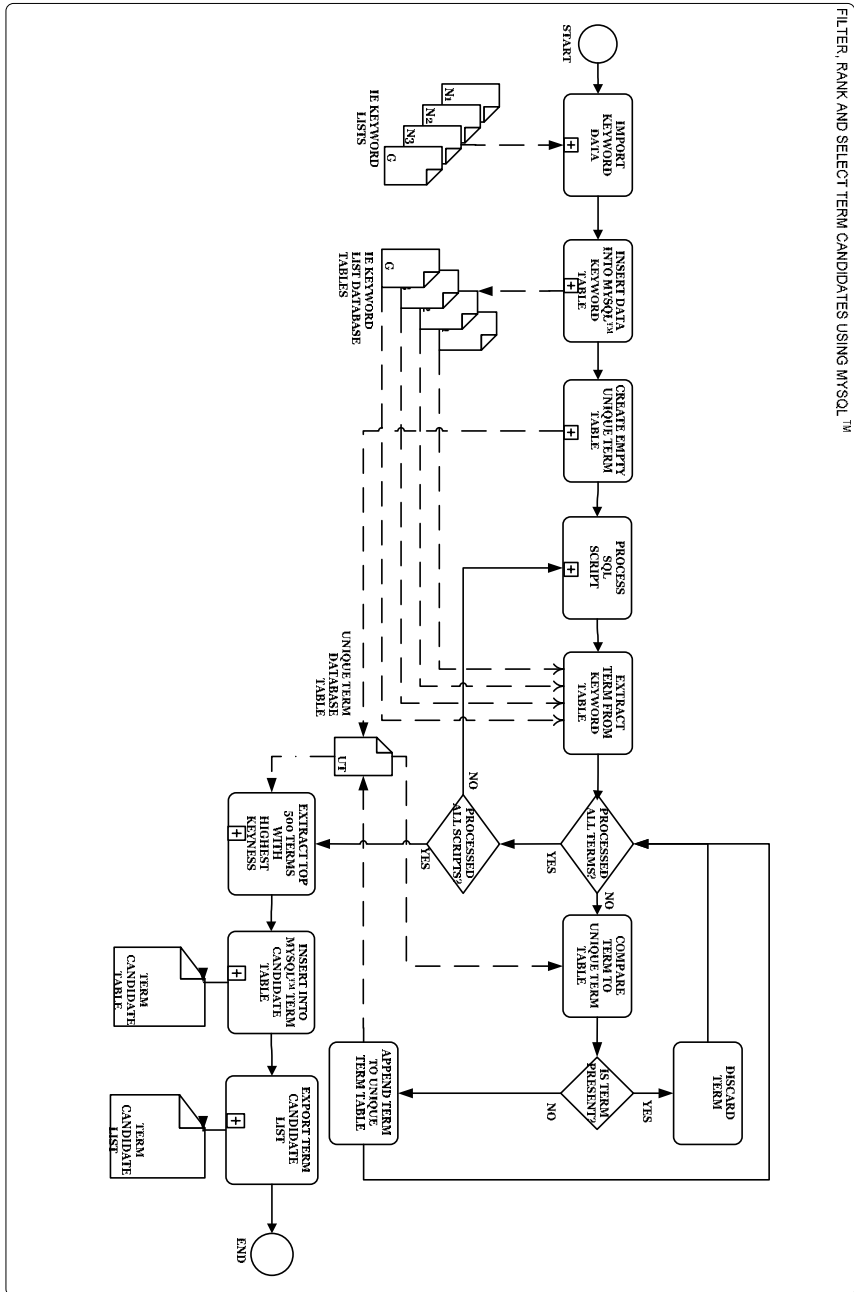 FILTER, RANK AND SELECT TERM CANDIDATES USING MYSQL™
START
IMPORT
KEYWORD
DATA
INSERT DATA
INTO MYSQL™
KEYWORD
TABLE
CREATE EMPTY
UNIQUE TERM
TABLE
PROCESS
SQL
SCRIPT
EXTRACT
TERM FROM
KEYWORD
TABLE
PROCESSED
ALL TERMS?
NO
YES
COMPARE
TERM TO
UNIQUE TERM
TABLE
IS TERM
PRESENT?
YES
NO
DISCARD
TERM
N1
N2
N3
G
IE KEYWORD
LISTS
G
IE KEYWORD
LIST DATABASE
TABLES
UNIQUE TERM
DATABASE
TABLE
UT
PROCESSED
ALL SCRIPTS?
NO
YES
APPEND TERM
TO UNIQUE
TERM TABLE
EXTRACT TOP
500 TERMS
WITH
HIGHEST
KEYNESS
INSERT INTO
MYSQL™ TERM
CANDIDATE
TABLE
EXPORT TERM
CANDIDATE
LIST
END
TERM
CANDIDATE
TABLE
TERM
CANDIDATE
LIST